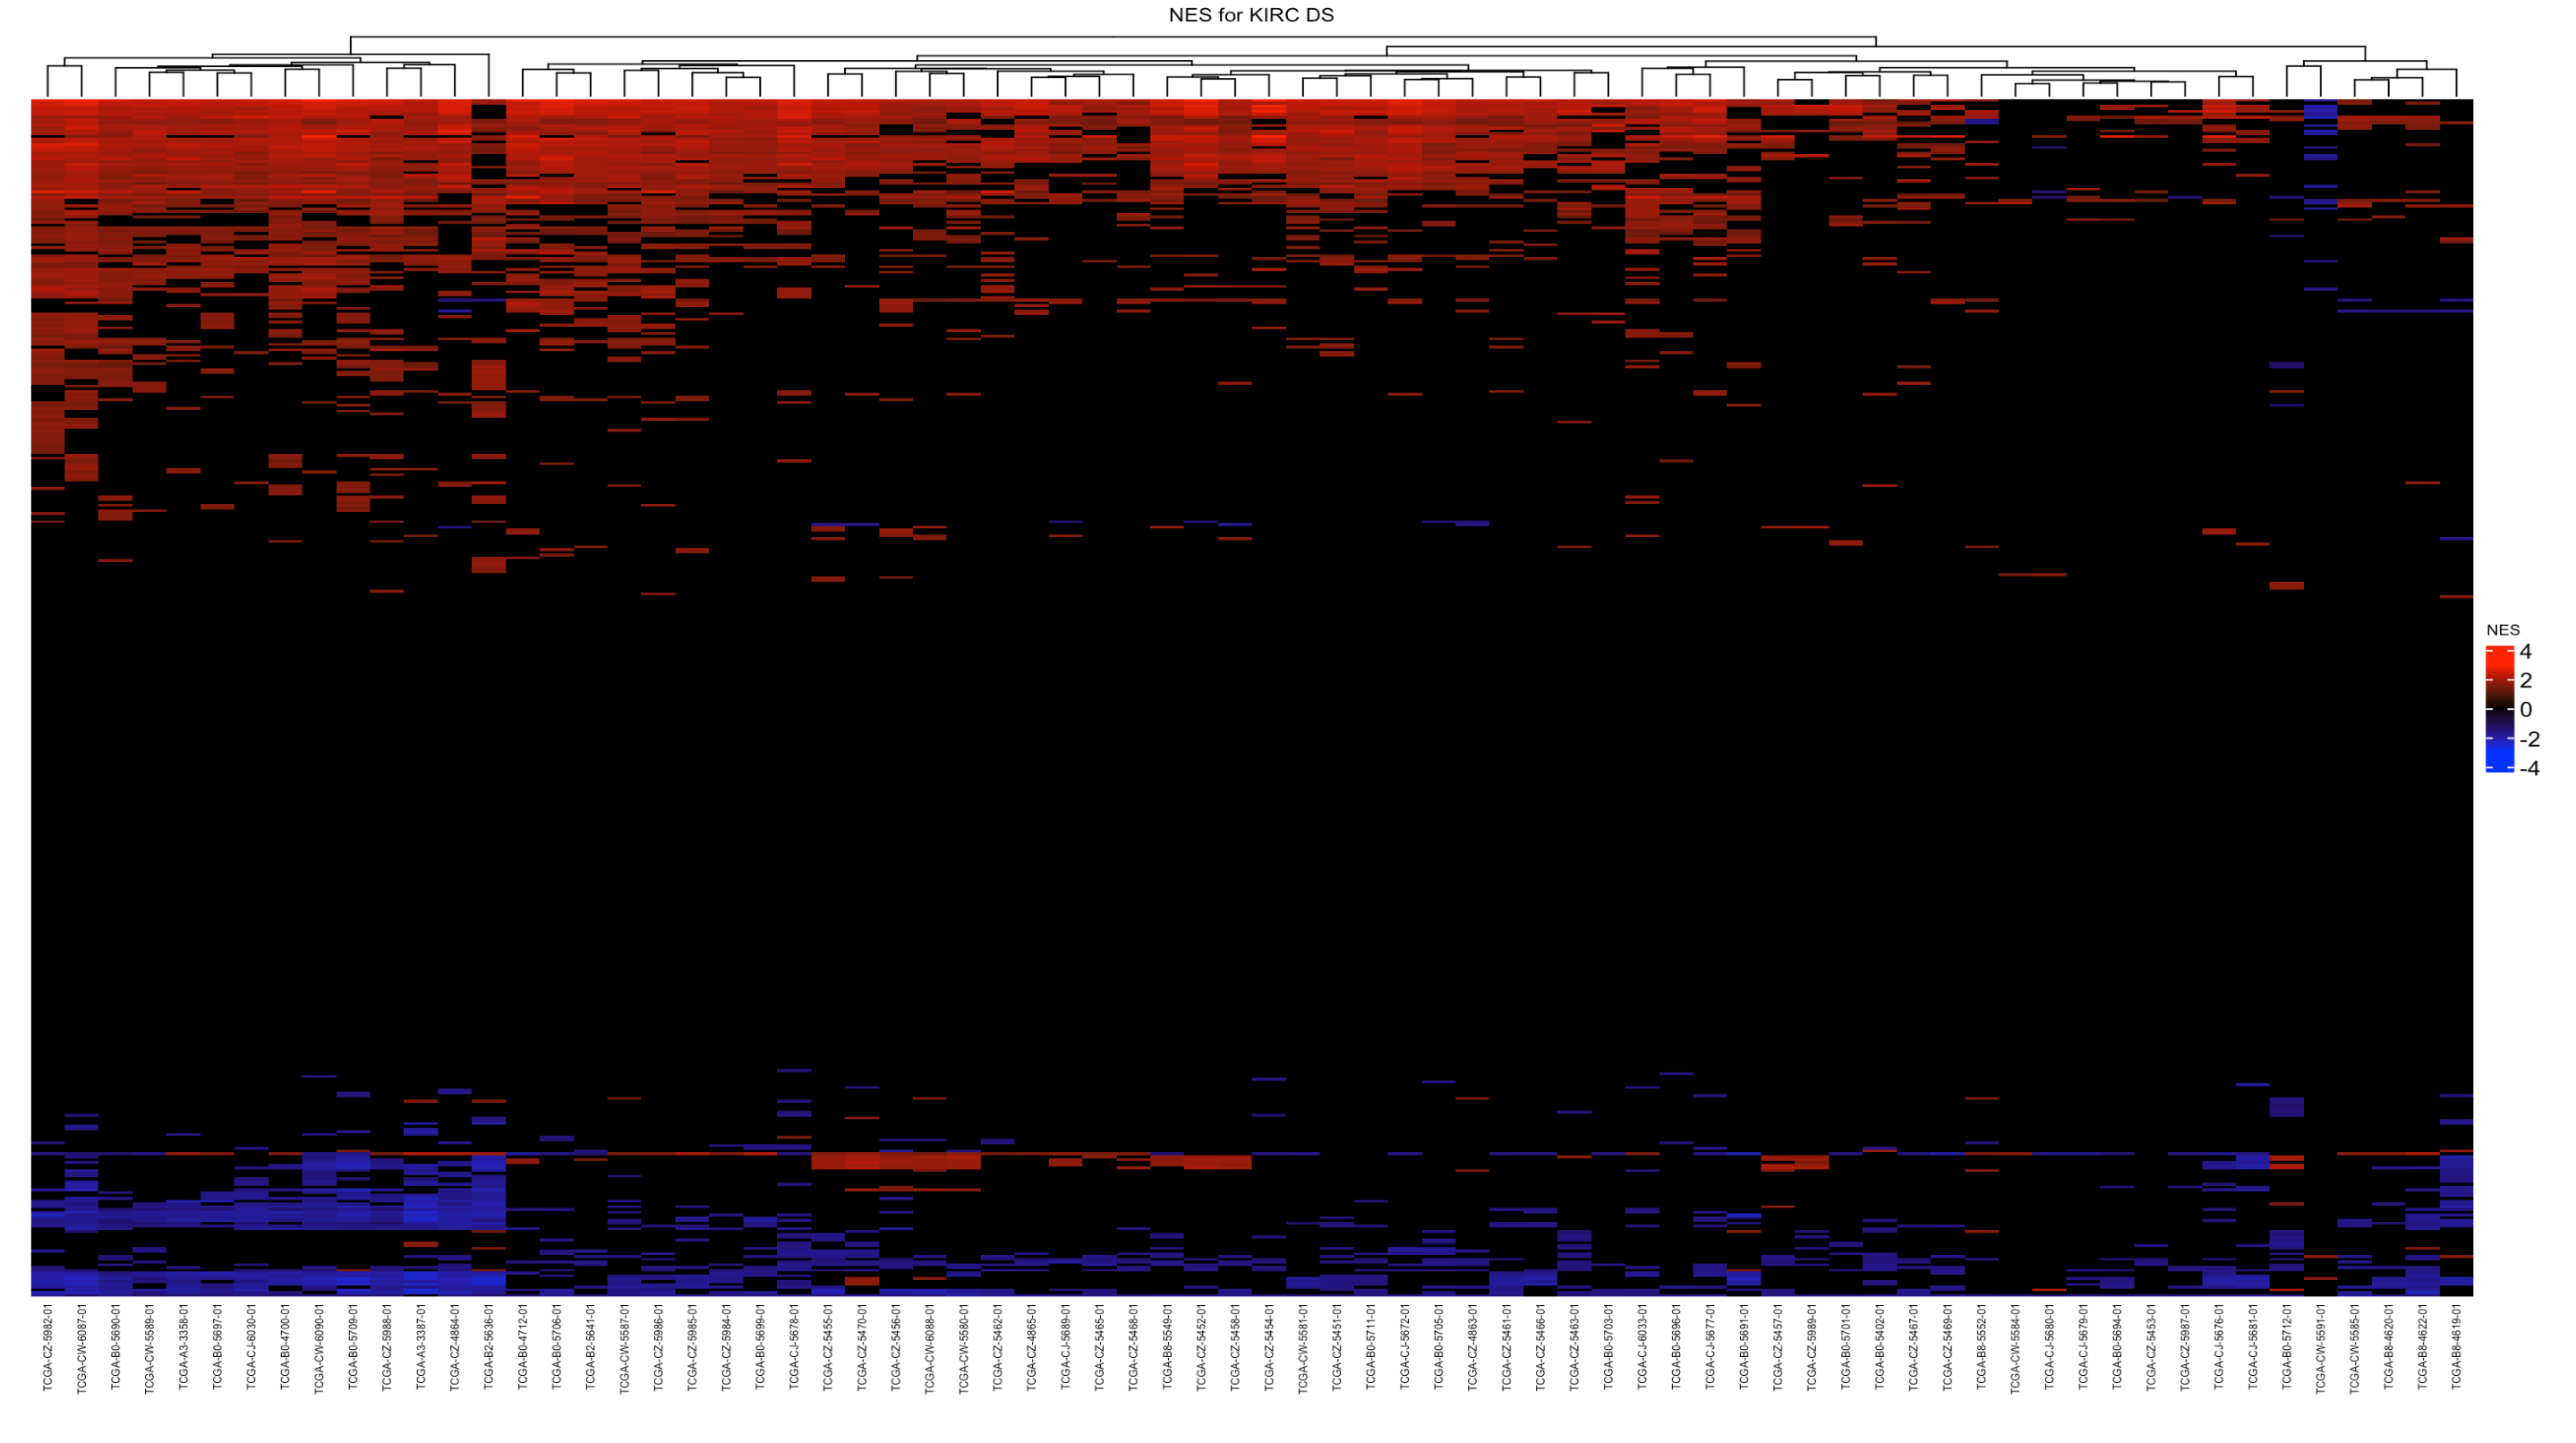 NES for KIRC DS
NES
4
2
0
-2
-4
TCGA-CZ-5982-01
TCGA-CW-6087-01
TCGA-B0-5690-01
TCGA-CW-5589-01
TCGA-A3-3358-01
TCGA-B0-5697-01
TCGA-CJ-6030-01
TCGA-B0-4700-01
TCGA-CW-6090-01
TCGA-B0-5709-01
TCGA-CZ-5988-01
TCGA-A3-3387-01
TCGA-CZ-4864-01
TCGA-B2-5636-01
TCGA-B0-4712-01
TCGA-B0-5706-01
TCGA-B2-5641-01
TCGA-CW-5587-01
TCGA-CZ-5986-01
TCGA-CZ-5985-01
TCGA-CZ-5984-01
TCGA-B0-5699-01
TCGA-CJ-5678-01
TCGA-CZ-5455-01
TCGA-CZ-5470-01
TCGA-CZ-5456-01
TCGA-CW-6088-01
TCGA-CW-5580-01
TCGA-CZ-5462-01
TCGA-CZ-4865-01
TCGA-CJ-5689-01
TCGA-CZ-5465-01
TCGA-CZ-5468-01
TCGA-B8-5549-01
TCGA-CZ-5452-01
TCGA-CZ-5458-01
TCGA-CZ-5454-01
TCGA-CW-5581-01
TCGA-CZ-5451-01
TCGA-B0-5711-01
TCGA-CJ-5672-01
TCGA-B0-5705-01
TCGA-CZ-4863-01
TCGA-CZ-5461-01
TCGA-CZ-5466-01
TCGA-CZ-5463-01
TCGA-B0-5703-01
TCGA-CJ-6033-01
TCGA-B0-5696-01
TCGA-CJ-5677-01
TCGA-B0-5691-01
TCGA-CZ-5457-01
TCGA-CZ-5989-01
TCGA-B0-5701-01
TCGA-B0-5402-01
TCGA-CZ-5467-01
TCGA-CZ-5469-01
TCGA-B8-5552-01
TCGA-CW-5584-01
TCGA-CJ-5680-01
TCGA-CJ-5679-01
TCGA-B0-5694-01
TCGA-CZ-5453-01
TCGA-CZ-5987-01
TCGA-CJ-5676-01
TCGA-CJ-5681-01
TCGA-B0-5712-01
TCGA-CW-5591-01
TCGA-CW-5585-01
TCGA-B8-4620-01
TCGA-B8-4622-01
TCGA-B8-4619-01